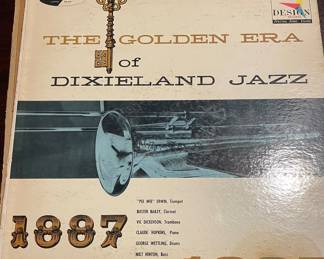 DESIGN
THE GOLDEN ERA
of
DIXIELAND JAZZ
"PEE WEE" ERWIN, Trumpet
BUSTER BAILEY, Clarinet
VIC DICKENSON, Trombone
CLAUDE HOPKINS, Piano
GEORGE WETTLING, Drums
MILT HINTON, Bass
1887